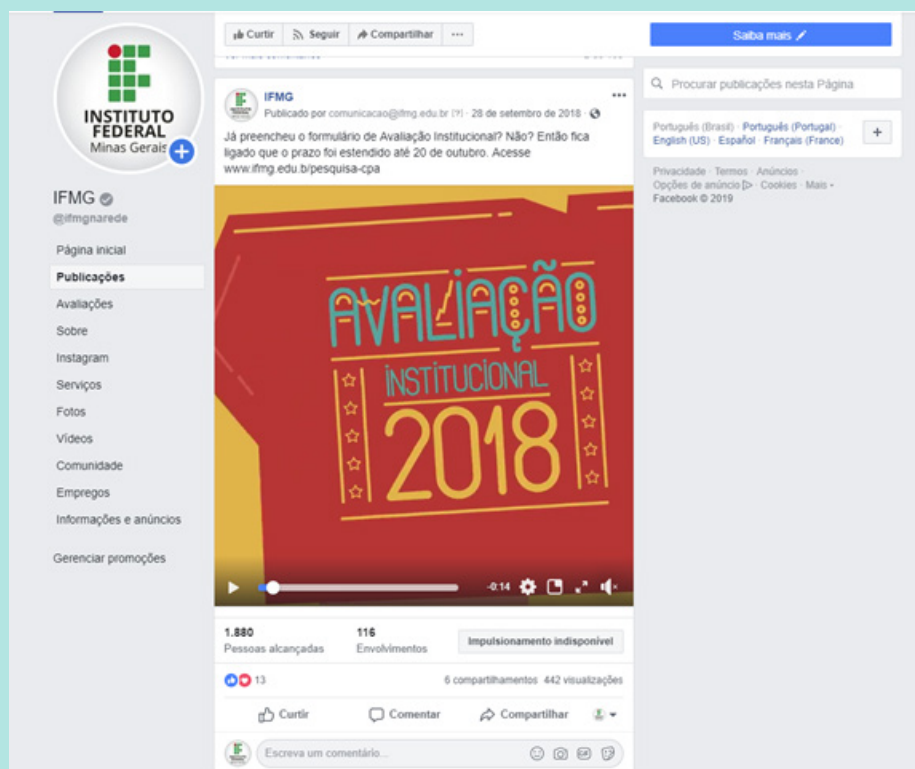 INSTITUTO
FEDERAL
Minas Gerais
IFMG
@ifmgnarede
Página inicial
Publicações
Avaliações
Sobre
Instagram
Serviços
Fotos
Vídeos
Comunidade
Empregos
Informações e anúncios
Gerenciar promoções
Curtir Seguir Compartilhar ...
IFMG
Publicado por comunicacao@ifmg.edu.br [?] · 28 de setembro de 2018 ·
Já preencheu o formulário de Avaliação Institucional? Não? Então fica
ligado que o prazo foi estendido até 20 de outubro. Acesse
www.ifmg.edu.b/pesquisa-cpa
AVALIAÇÃO
INSTITUCIONAL
2018
-0:14
1.880 116
Pessoas alcançadas Envolvimentos Impulsionamento indisponível
13 6 compartilhamentos 442 visualizações
Curtir Comentar Compartilhar
Escreva um comentário...
Saiba mais
Procurar publicações nesta Página
Português (Brasil) · Português (Portugal) ·
English (US) · Español · Français (France)
Privacidade · Termos · Anúncios ·
Opções de anúncio · Cookies · Mais
Facebook © 2019